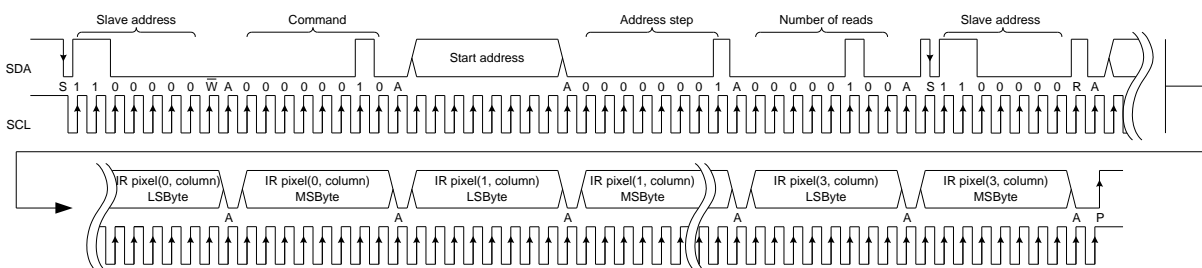 Slave address Command Address step Number of reads Slave address
Start address
SDA
S 1 1 0 0 0 0 0 W A 0 0 0 0 0 0 1 0 A A 0 0 0 0 0 0 0 1 A 0 0 0 0 0 1 0 0 A S 1 1 0 0 0 0 0 R A
SCL
IR pixel(0, column) IR pixel(0, column) IR pixel(1, column) IR pixel(1, column) IR pixel(3, column) IR pixel(3, column)
LSByte MSByte LSByte MSByte LSByte MSByte
A A A A A A P